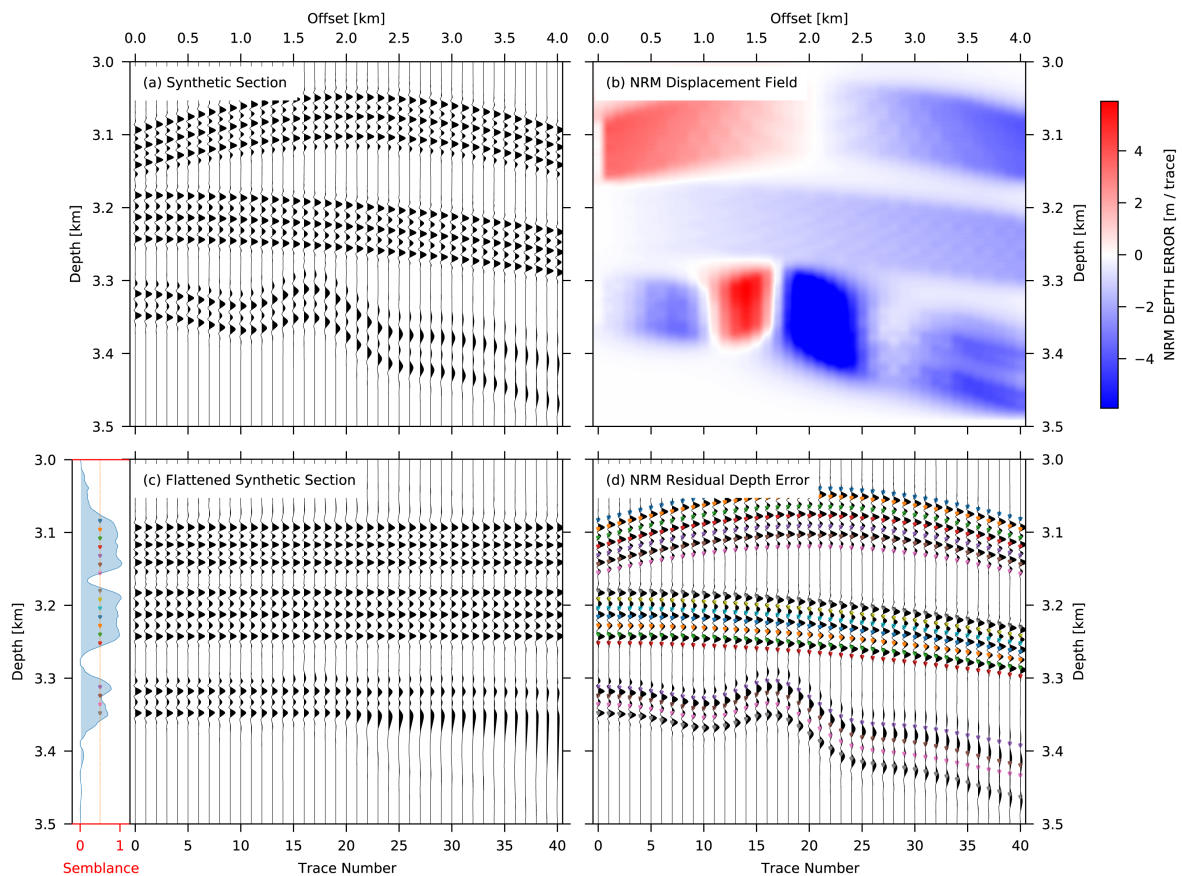 Offset [km]
Offset [km]
0.0 0.5 1.0 1.5 2.0 2.5 3.0 3.5 4.0
0.0 0.5 1.0 1.5 2.0 2.5 3.0 3.5 4.0
(a) Synthetic Section
3.0
3.1
3.2
3.3
3.4
3.5
Depth [km]
(b) NRM Displacement Field
3.0
3.1
3.2
3.3
3.4
3.5
Depth [km]
4
2
0
−2
−4
NRM DEPTH ERROR [m / trace]
3.0
3.1
3.2
3.3
3.4
3.5
Depth [km]
0 1
Semblance
(c) Flattened Synthetic Section
0 5 10 15 20 25 30 35 40
Trace Number
(d) NRM Residual Depth Error
3.0
3.1
3.2
3.3
3.4
3.5
Depth [km]
0 5 10 15 20 25 30 35 40
Trace Number